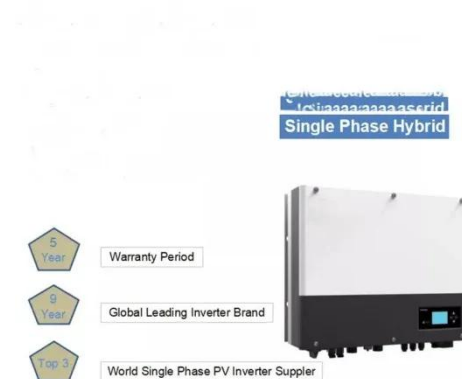 Single Phase Hybrid
5
Year
Warranty Period
9
Year
Global Leading Inverter Brand
Top 3
World Single Phase PV Inverter Suppler